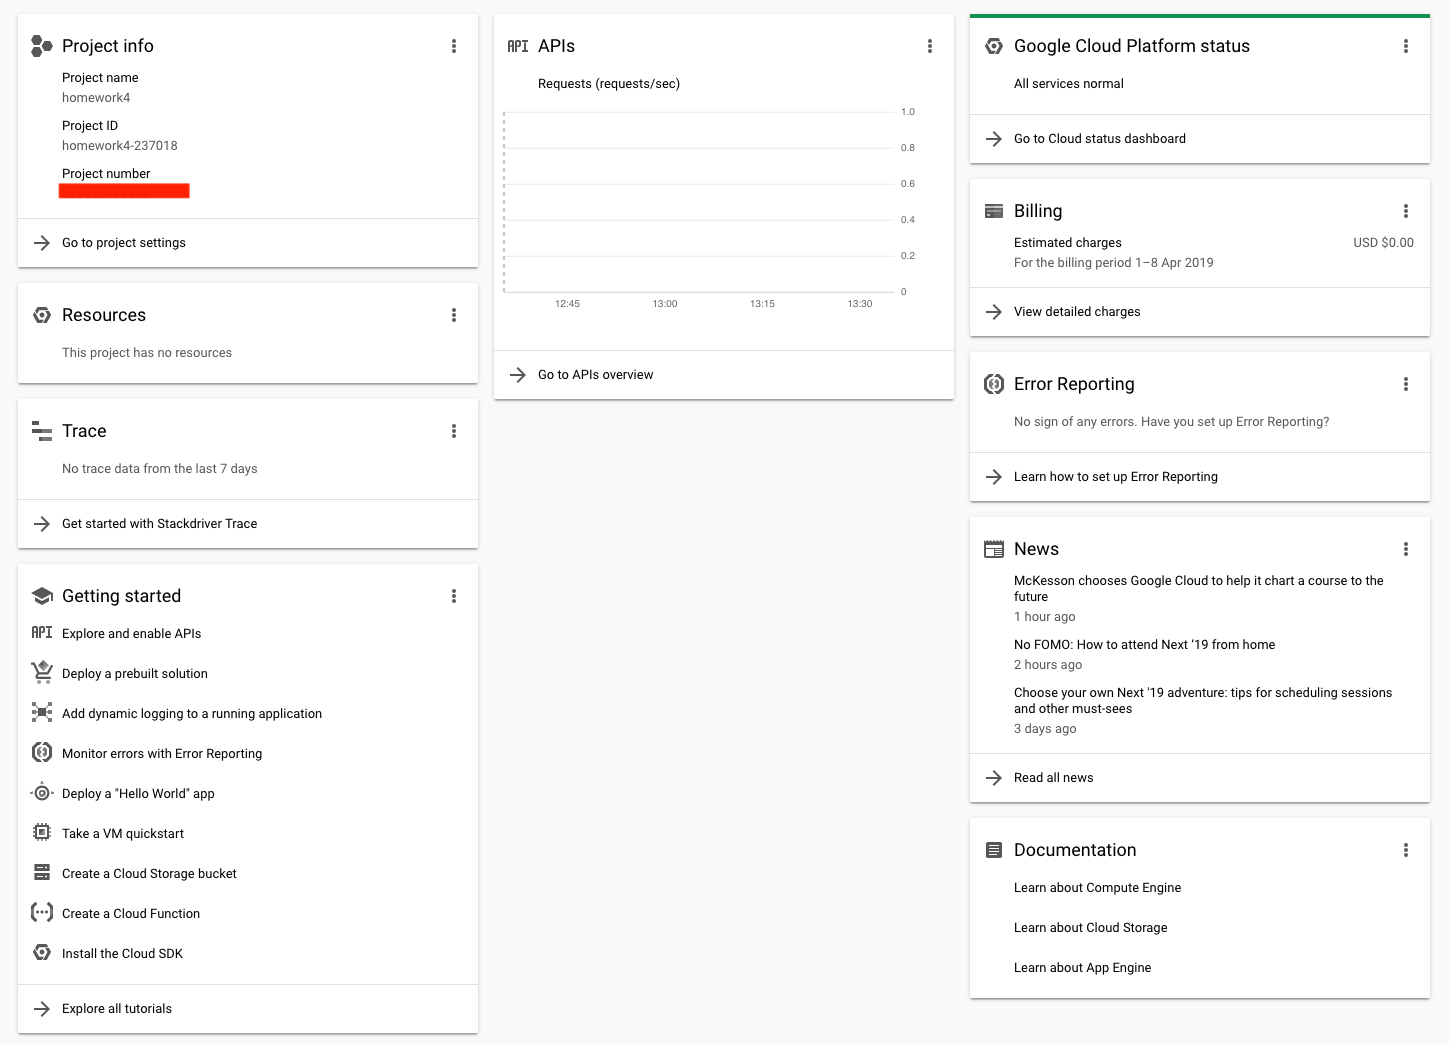 Project info
Project name
homework4
Project ID
homework4-237018
Project number
Go to project settings
Resources
This project has no resources
Trace
No trace data from the last 7 days
Get started with Stackdriver Trace
Getting started
API Explore and enable APIs
Deploy a prebuilt solution
Add dynamic logging to a running application
Monitor errors with Error Reporting
Deploy a "Hello World" app
Take a VM quickstart
Create a Cloud Storage bucket
Create a Cloud Function
Install the Cloud SDK
Explore all tutorials
API APIs
Requests (requests/sec)
1.0
0.8
0.6
0.4
0.2
0
12:45 13:00 13:15 13:30
Go to APIs overview
Google Cloud Platform status
All services normal
Go to Cloud status dashboard
Billing
Estimated charges USD $0.00
For the billing period 1–8 Apr 2019
View detailed charges
Error Reporting
No sign of any errors. Have you set up Error Reporting?
Learn how to set up Error Reporting
News
McKesson chooses Google Cloud to help it chart a course to the
future
1 hour ago
No FOMO: How to attend Next ‘19 from home
2 hours ago
Choose your own Next '19 adventure: tips for scheduling sessions
and other must-sees
3 days ago
Read all news
Documentation
Learn about Compute Engine
Learn about Cloud Storage
Learn about App Engine